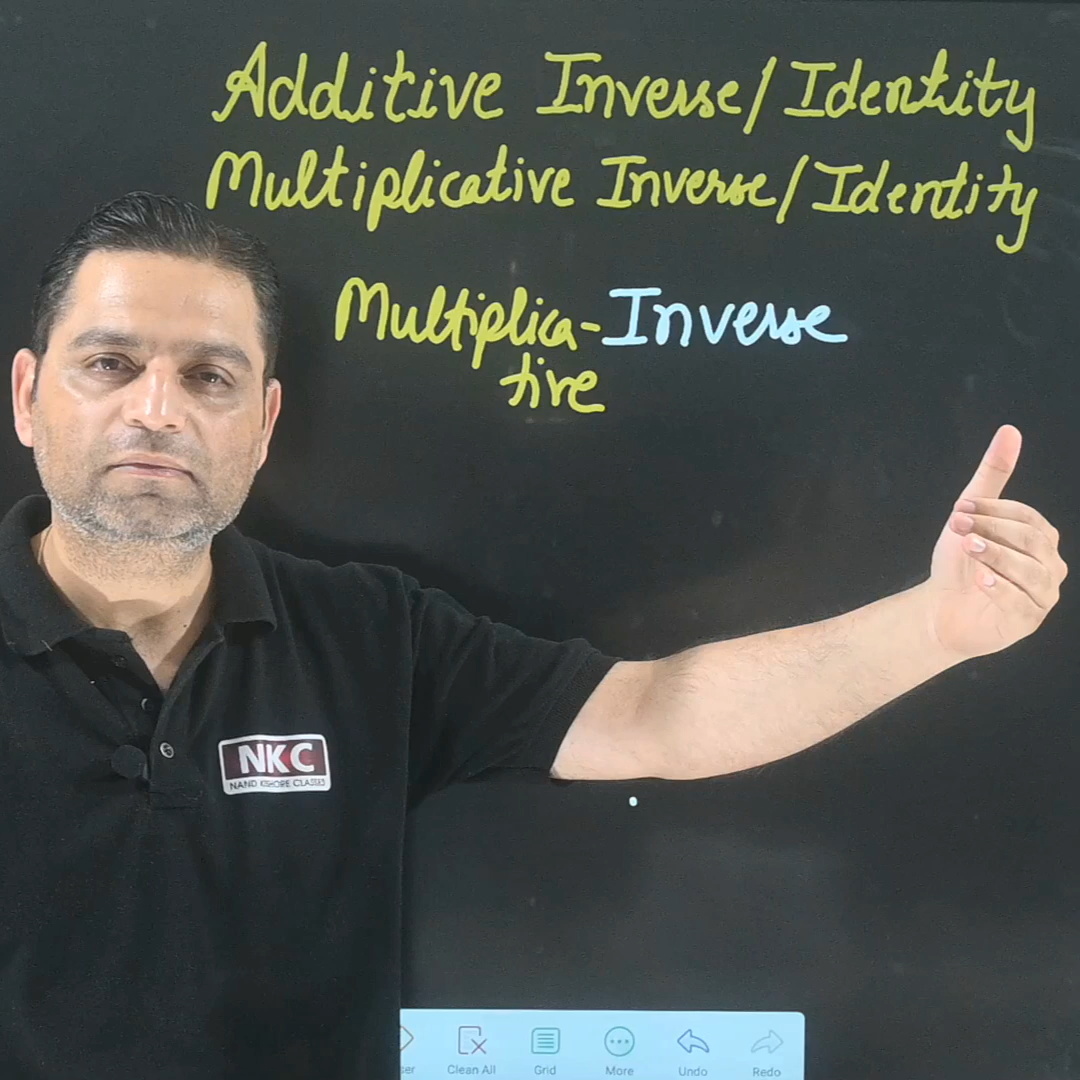 Additive Inverse/Identity
Multiplicative Inverse/Identity
Multiplica-Inverse
tive
NKC
NAND KISHORE CLASSES
ser Clean All Grid More Undo Redo